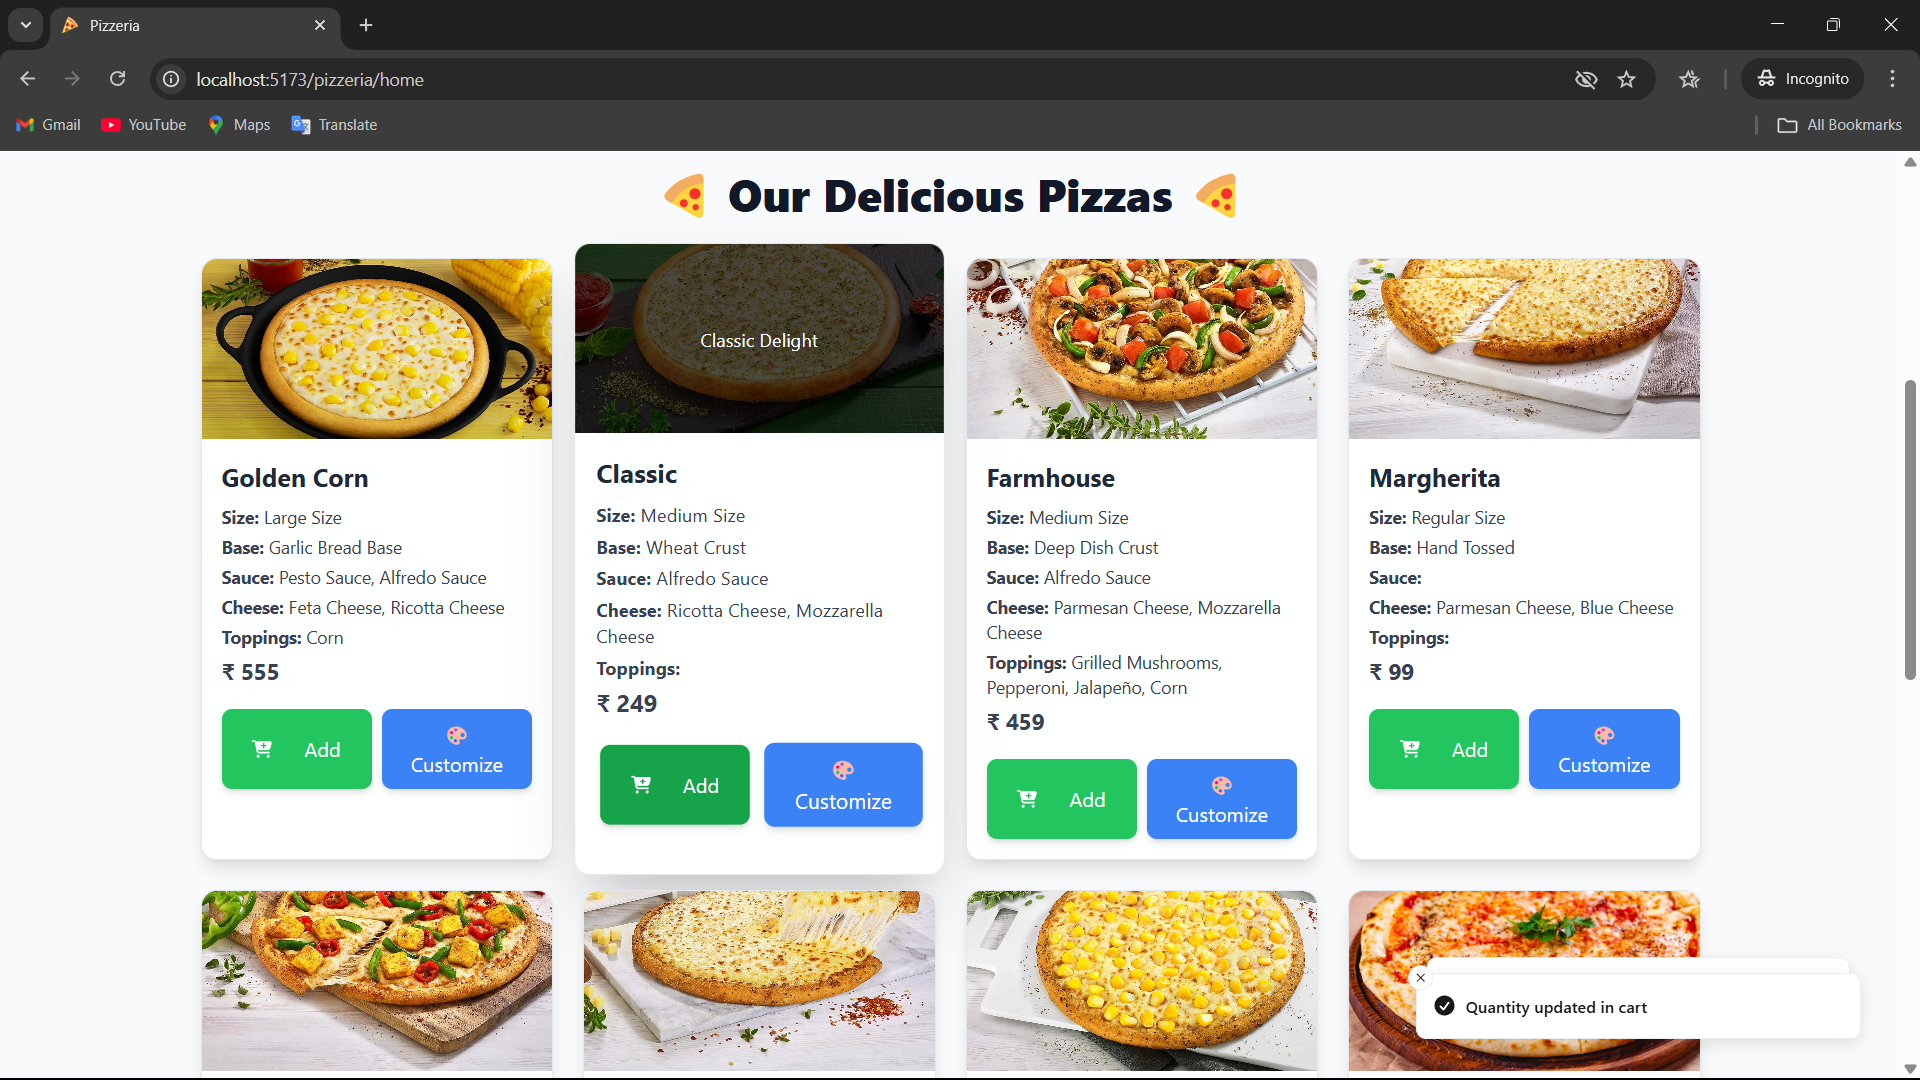 Pizzeria
localhost:5173/pizzeria/home
Incognito
Gmail
YouTube
Maps
Translate
All Bookmarks
🍕 Our Delicious Pizzas 🍕
Golden Corn
Size: Large Size
Base: Garlic Bread Base
Sauce: Pesto Sauce, Alfredo Sauce
Cheese: Feta Cheese, Ricotta Cheese
Toppings: Corn
₹ 555
Add
🎨
Customize
Classic Delight
Classic
Size: Medium Size
Base: Wheat Crust
Sauce: Alfredo Sauce
Cheese: Ricotta Cheese, Mozzarella
Cheese
Toppings:
₹ 249
Add
🎨
Customize
Farmhouse
Size: Medium Size
Base: Deep Dish Crust
Sauce: Alfredo Sauce
Cheese: Parmesan Cheese, Mozzarella
Cheese
Toppings: Grilled Mushrooms,
Pepperoni, Jalapeño, Corn
₹ 459
Add
🎨
Customize
Margherita
Size: Regular Size
Base: Hand Tossed
Sauce:
Cheese: Parmesan Cheese, Blue Cheese
Toppings:
₹ 99
Add
🎨
Customize
Quantity updated in cart